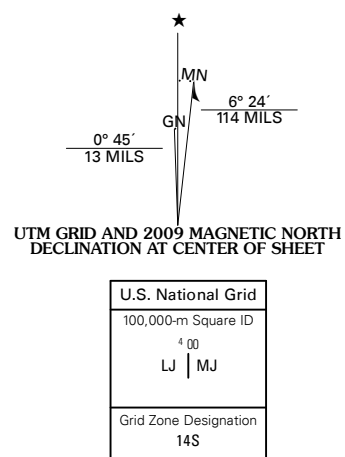 MN
6° 24´
114 MILS
GN
0° 45´
13 MILS
UTM GRID AND 2009 MAGNETIC NORTH
DECLINATION AT CENTER OF SHEET
U.S. National Grid
100,000-m Square ID
4 00
LJ MJ
Grid Zone Designation
14S